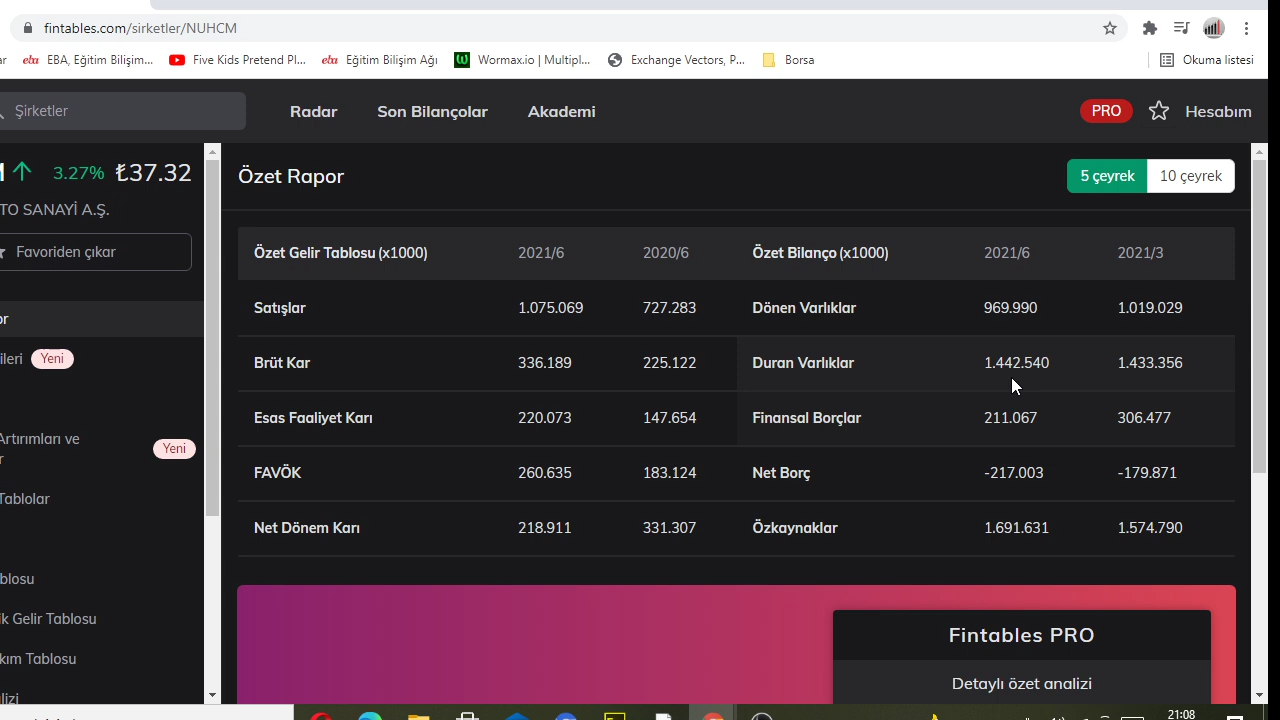 fintables.com/sirketler/NUHCM
ar
eba EBA, Eğitim Bilişim... Five Kids Pretend Pl... eba Eğitim Bilişim Ağı W Wormax.io | Multipl... Exchange Vectors, P... Borsa Okuma listesi
Şirketler Radar Son Bilançolar Akademi PRO Hesabım
M 3.27% ₺37.32
TO SANAYİ A.Ş.
Favoriden çıkar
or
ileri Yeni
Artırımları ve
r Yeni
Tablolar
blosu
k Gelir Tablosu
kım Tablosu
lizi
Özet Rapor 5 çeyrek 10 çeyrek
Özet Gelir Tablosu (x1000) 2021/6 2020/6 Özet Bilanço (x1000) 2021/6 2021/3
Satışlar 1.075.069 727.283 Dönen Varlıklar 969.990 1.019.029
Brüt Kar 336.189 225.122 Duran Varlıklar 1.442.540 1.433.356
Esas Faaliyet Karı 220.073 147.654 Finansal Borçlar 211.067 306.477
FAVÖK 260.635 183.124 Net Borç -217.003 -179.871
Net Dönem Karı 218.911 331.307 Özkaynaklar 1.691.631 1.574.790
Fintables PRO
Detaylı özet analizi
21:08